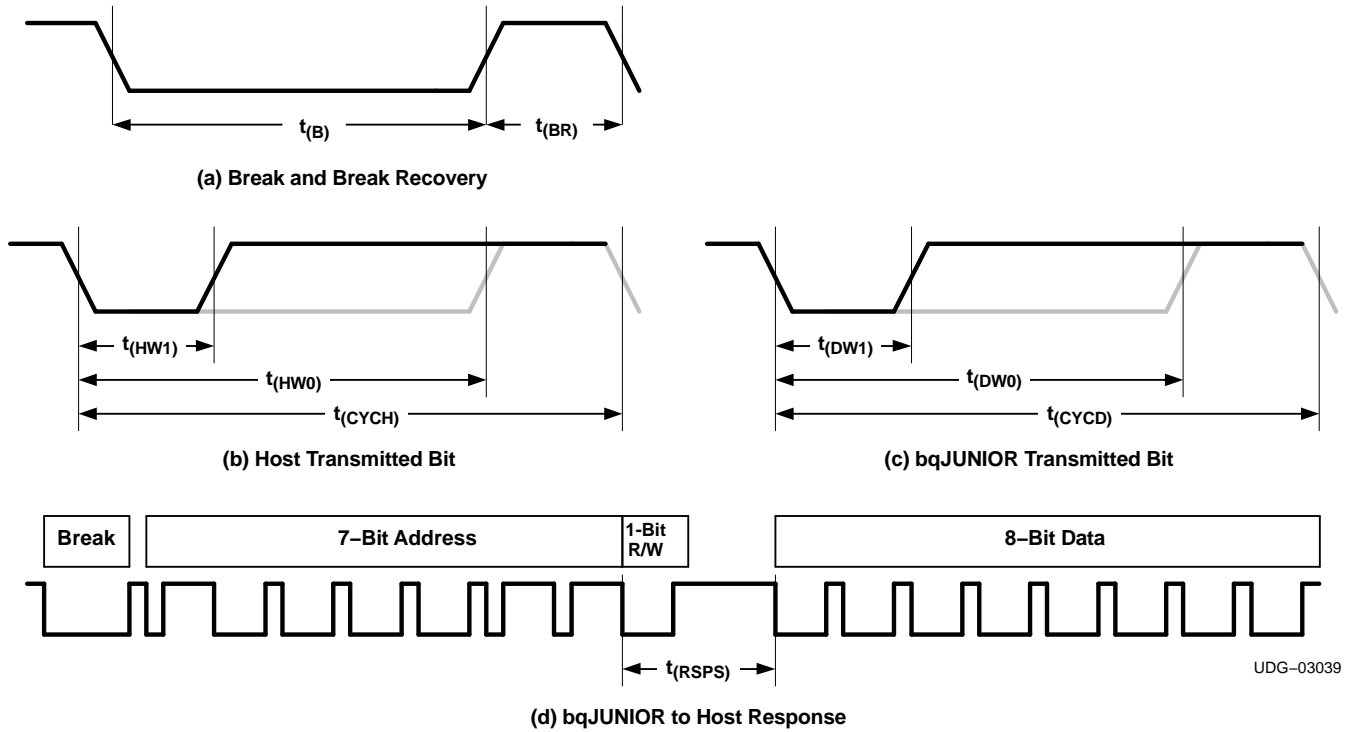 t(B)
t(BR)
(a) Break and Break Recovery
t(HW1)
t(HW0)
t(CYCH)
(b) Host Transmitted Bit
t(DW1)
t(DW0)
t(CYCD)
(c) bqJUNIOR Transmitted Bit
Break
7−Bit Address
1-Bit
R/W
8−Bit Data
t(RSPS)
UDG−03039
(d) bqJUNIOR to Host Response